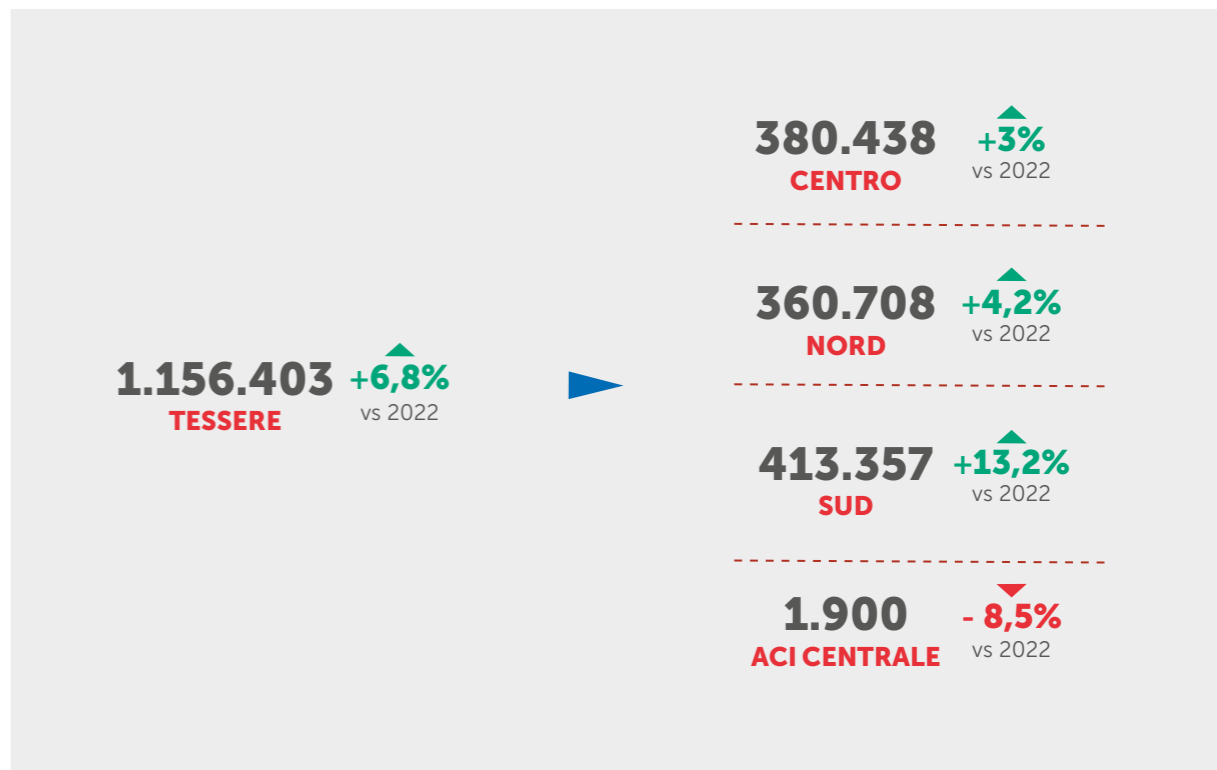 1.156.403 +6,8%
TESSERE vs 2022
380.438 +3%
CENTRO vs 2022
360.708 +4,2%
NORD vs 2022
413.357 +13,2%
SUD vs 2022
1.900 - 8,5%
ACI CENTRALE vs 2022